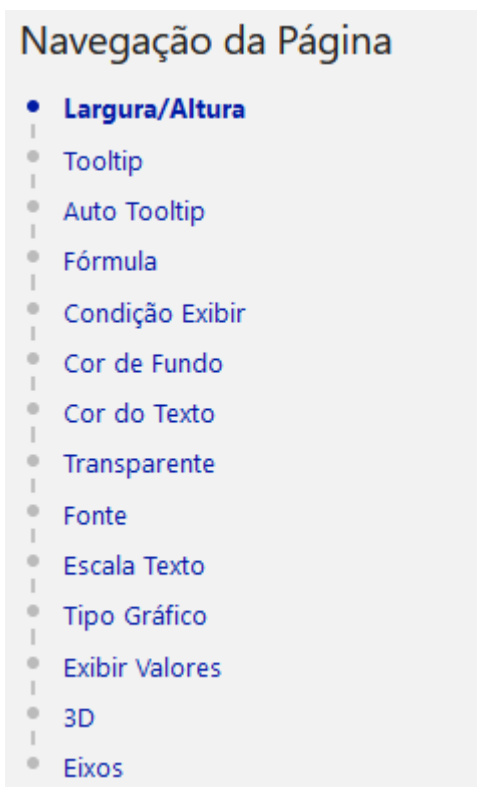 Navegação da Página
Largura/Altura
Tooltip
Auto Tooltip
Fórmula
Condição Exibir
Cor de Fundo
Cor do Texto
Transparente
Fonte
Escala Texto
Tipo Gráfico
Exibir Valores
3D
Eixos